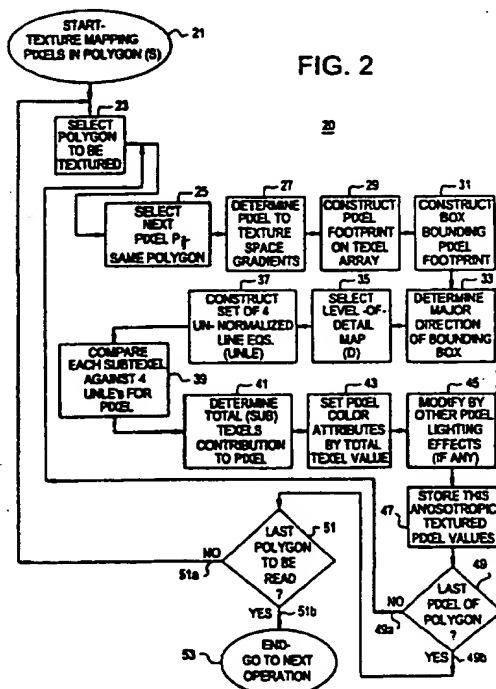 START-
TEXTURE MAPPING
PIXELS IN POLYGON (S)
21
FIG. 2
20
23
SELECT
POLYGON
TO BE
TEXTURED
25
SELECT
NEXT
PIXEL
SAME POLYGON
27
DETERMINE
PIXEL TO
TEXTURE
SPACE
GRADIENTS
29
CONSTRUCT
PIXEL
FOOTPRINT
ON TEXEL
ARRAY
31
CONSTRUCT
BOX
BOUNDING
PIXEL
FOOTPRINT
33
DETERMINE
MAJOR
DIRECTION
OF BOUNDING
BOX
35
SELECT
LEVEL-OF-
DETAIL
MAP
(D)
37
CONSTRUCT
SET OF 4
UN-NORMALIZED
LINE EQS.
(UNLE)
39
COMPARE
EACH SUBTEXEL
AGAINST 4
UNLE's FOR
PIXEL
41
DETERMINE
TOTAL (SUB)
TEXELS
CONTRIBUTION
TO PIXEL
43
SET PIXEL
COLOR
ATTRIBUTES
BY TOTAL
TEXEL VALUE
45
MODIFY BY
OTHER PIXEL
LIGHTING
EFFECTS
(IF ANY)
47
STORE THIS
ANOSOTROPIC
TEXTURED
PIXEL VALUES
49
LAST
PIXEL OF
POLYGON
?
NO
49a
YES
49b
51
LAST
POLYGON
TO BE
READ
?
NO
51a
YES
51b
53
END-
GO TO NEXT
OPERATION